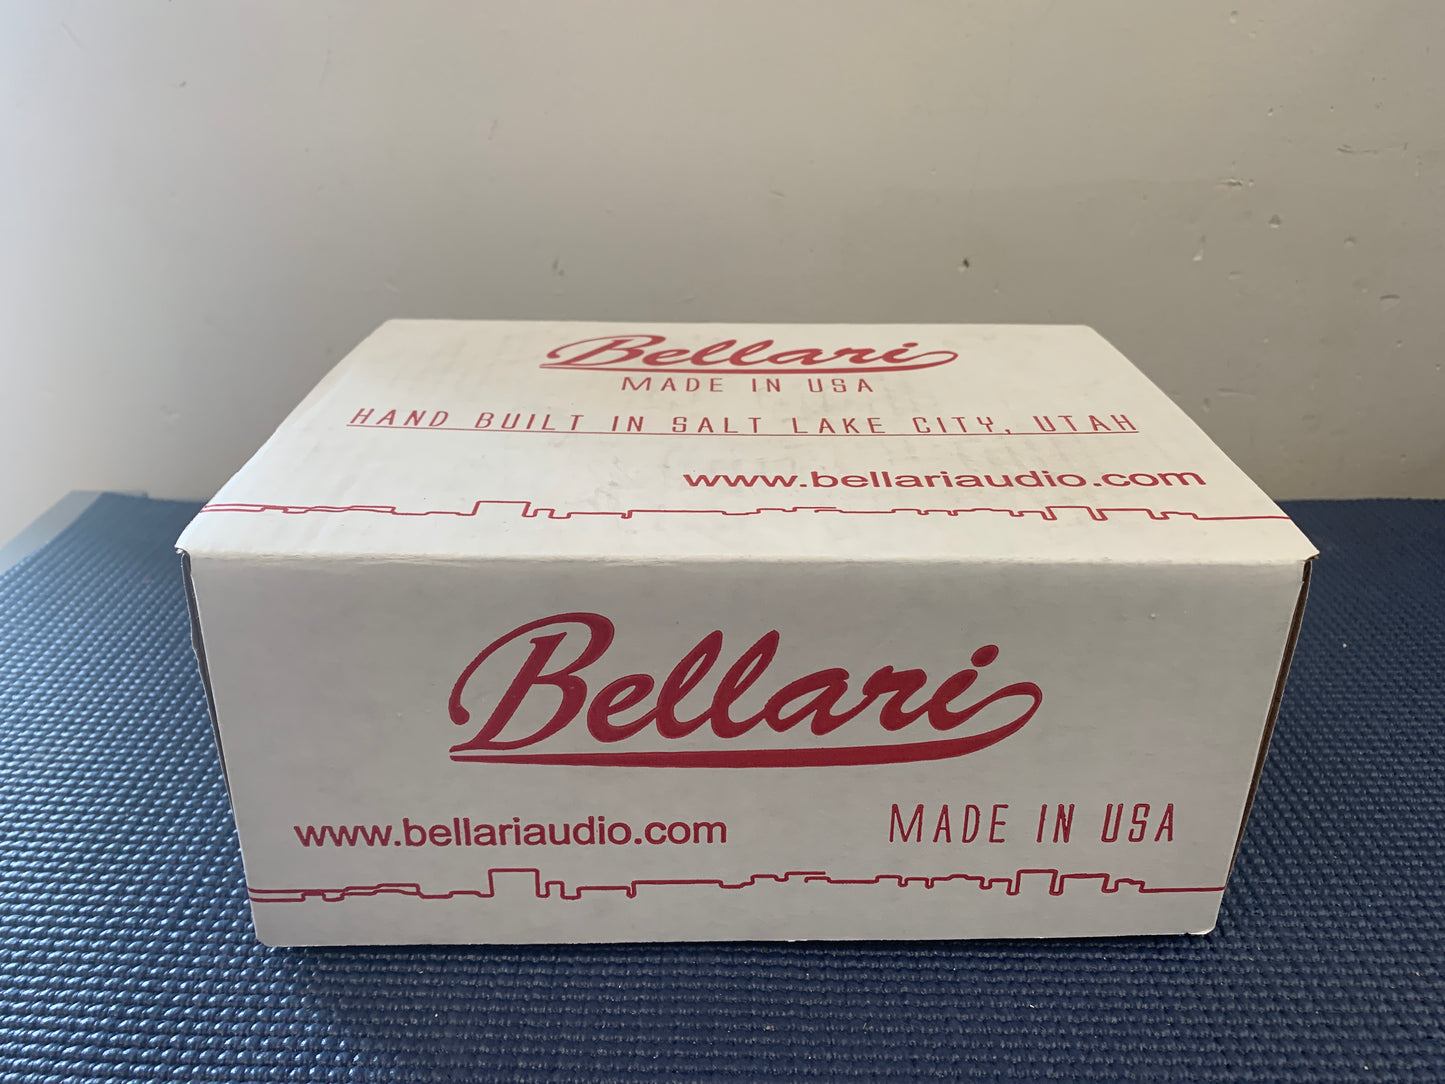 Bellari
MADE IN USA
HAND BUILT IN SALT LAKE CITY, UTAH
www.bellariaudio.com
Bellari
www.bellariaudio.com
MADE IN USA